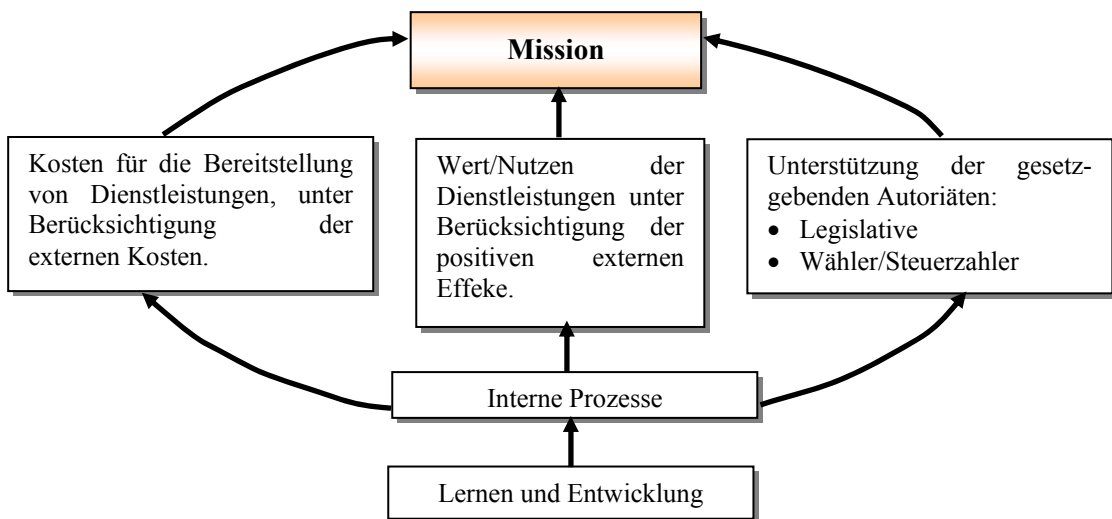 Mission
Kosten für die Bereitstellung
von Dienstleistungen, unter
Berücksichtigung der
externen Kosten.
Wert/Nutzen der
Dienstleistungen unter
Berücksichtigung der
positiven externen
Effeke.
Unterstützung der gesetz-
gebenden Autoriäten:
• Legislative
• Wähler/Steuerzahler
Interne Prozesse
Lernen und Entwicklung